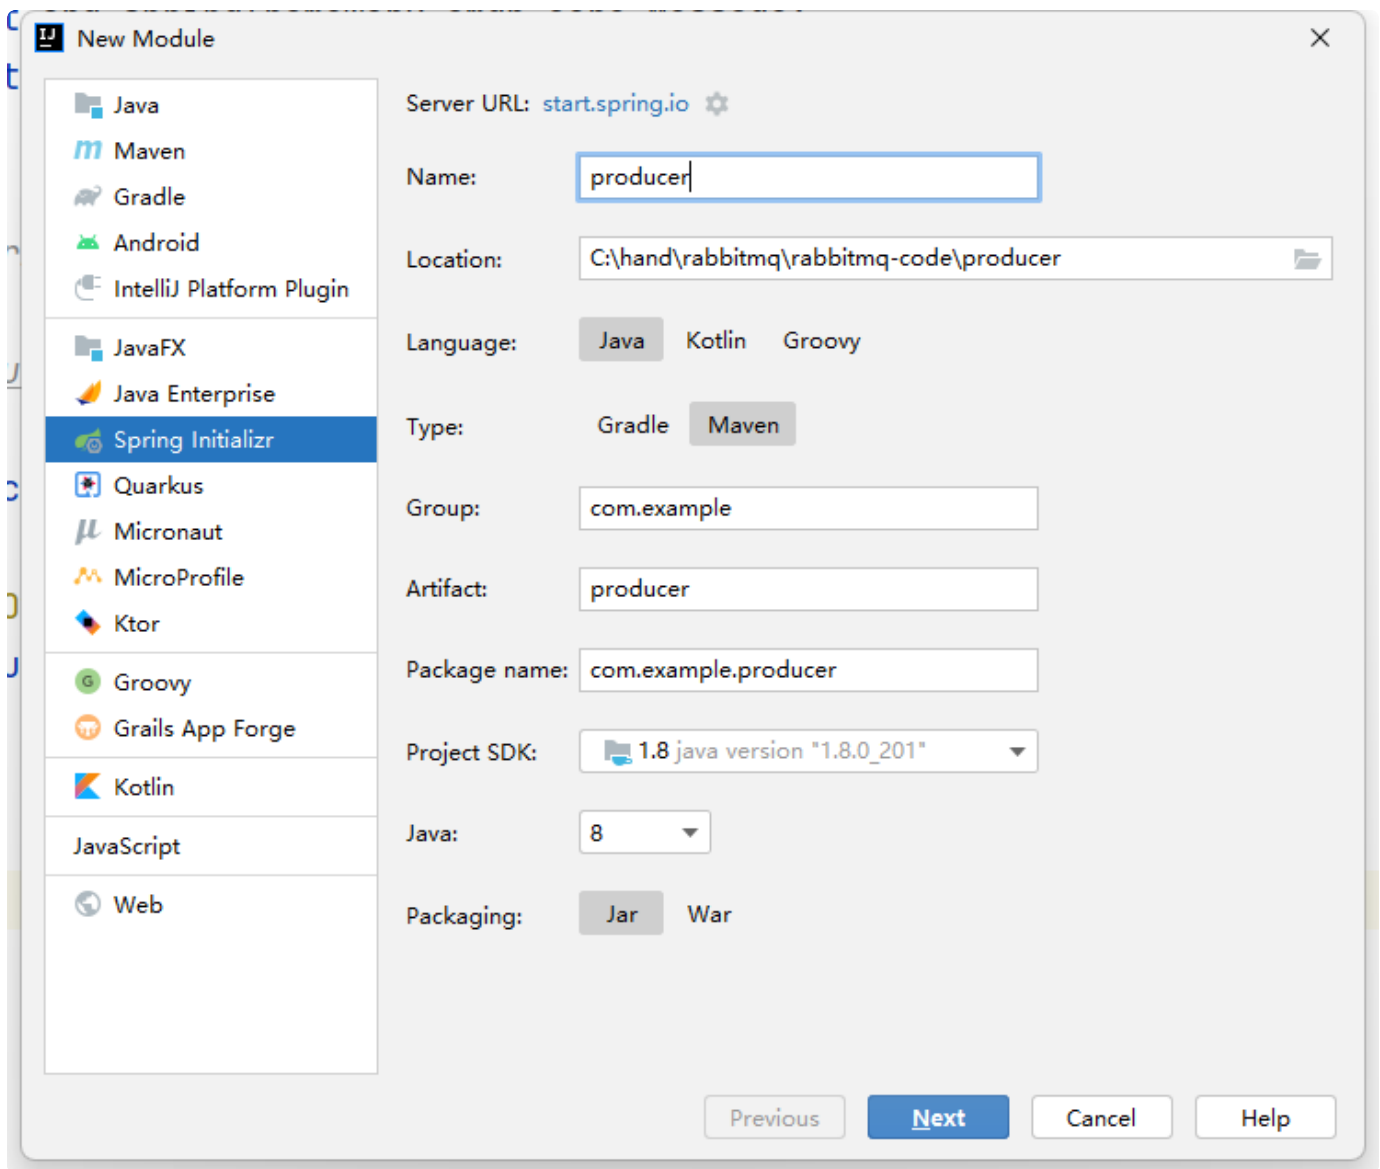 New Module
Java
Maven
Gradle
Android
IntelliJ Platform Plugin
JavaFX
Java Enterprise
Spring Initializr
Quarkus
Micronaut
MicroProfile
Ktor
Groovy
Grails App Forge
Kotlin
JavaScript
Web
Server URL: start.spring.io
Name: producer
Location: C:\hand\rabbitmq\rabbitmq-code\producer
Language: Java Kotlin Groovy
Type: Gradle Maven
Group: com.example
Artifact: producer
Package name: com.example.producer
Project SDK: 1.8 java version "1.8.0_201"
Java: 8
Packaging: Jar War
Previous Next Cancel Help